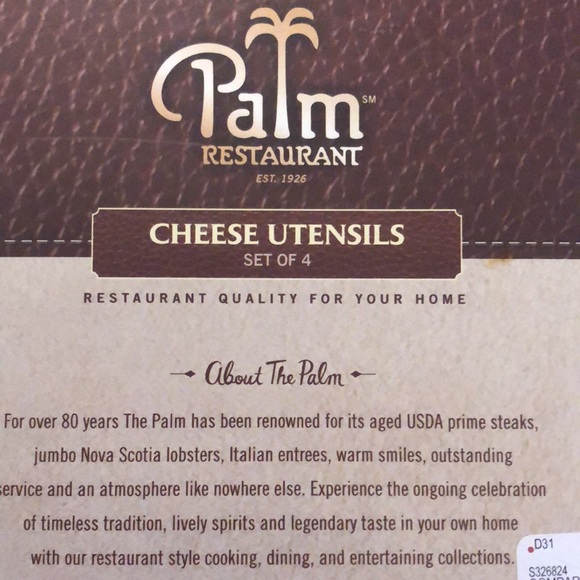 Palm SM
RESTAURANT
EST. 1926
CHEESE UTENSILS
SET OF 4
RESTAURANT QUALITY FOR YOUR HOME
About The Palm
For over 80 years The Palm has been renowned for its aged USDA prime steaks,
jumbo Nova Scotia lobsters, Italian entrees, warm smiles, outstanding
service and an atmosphere like nowhere else. Experience the ongoing celebration
of timeless tradition, lively spirits and legendary taste in your own home
with our restaurant style cooking, dining, and entertaining collections.
D31
S326824